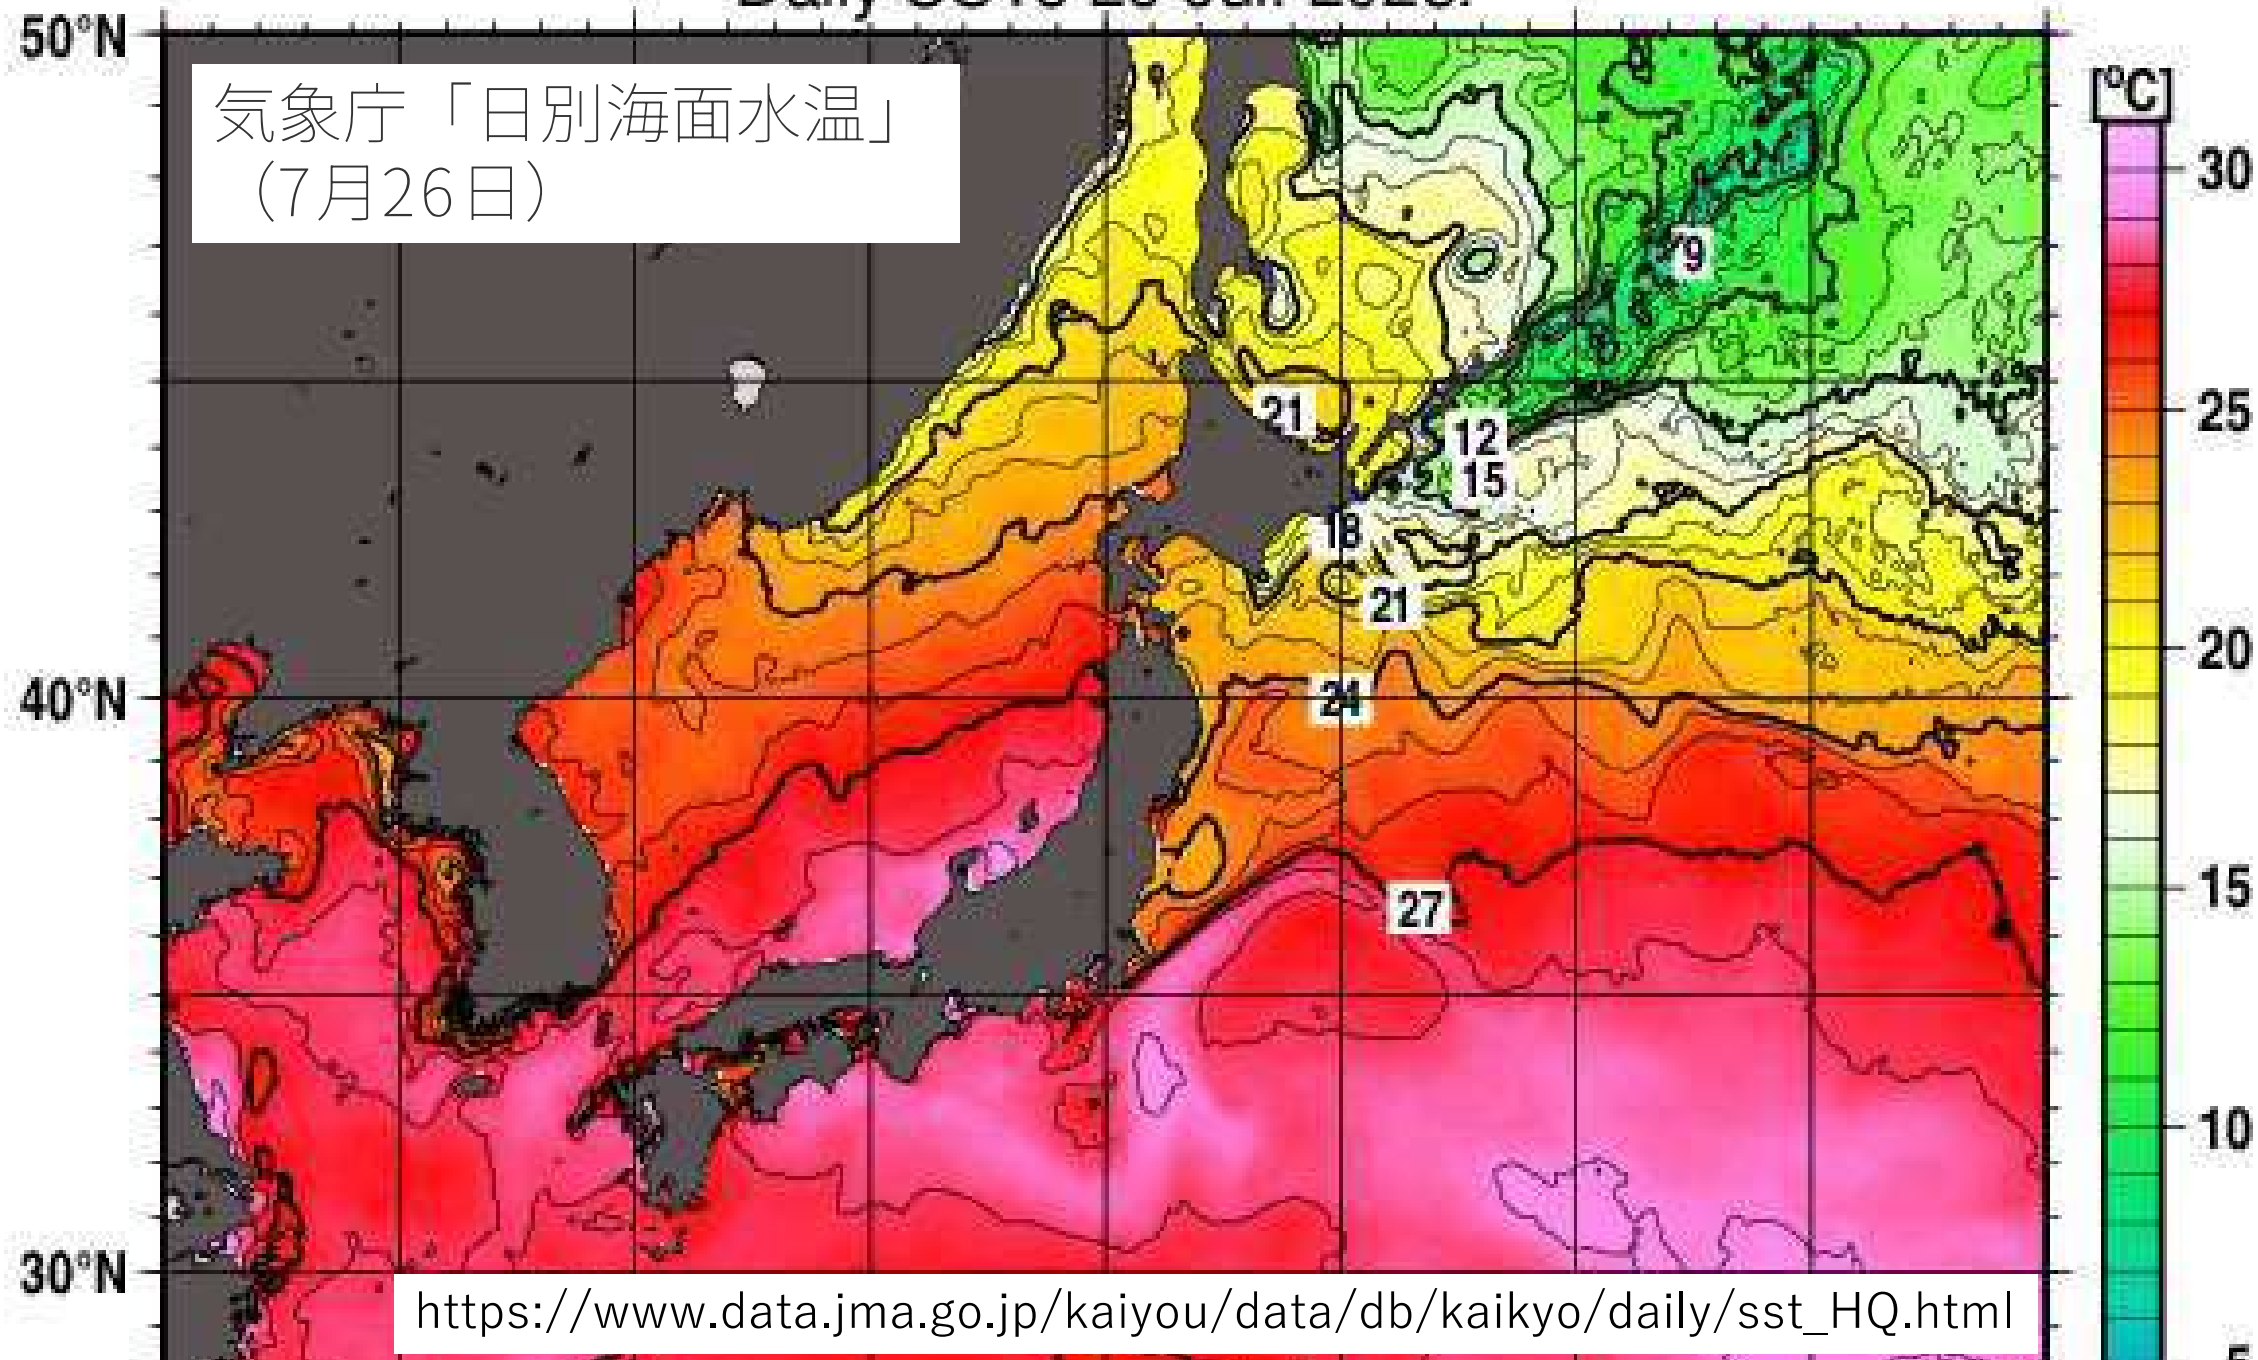 50°N
気象庁「日別海面水温」
（7月26日）
[°C]
30
9
21
25
12
15
18
21
20
40°N
24
15
27
10
30°N
https://www.data.jma.go.jp/kaiyou/data/db/kaikyo/daily/sst_HQ.html